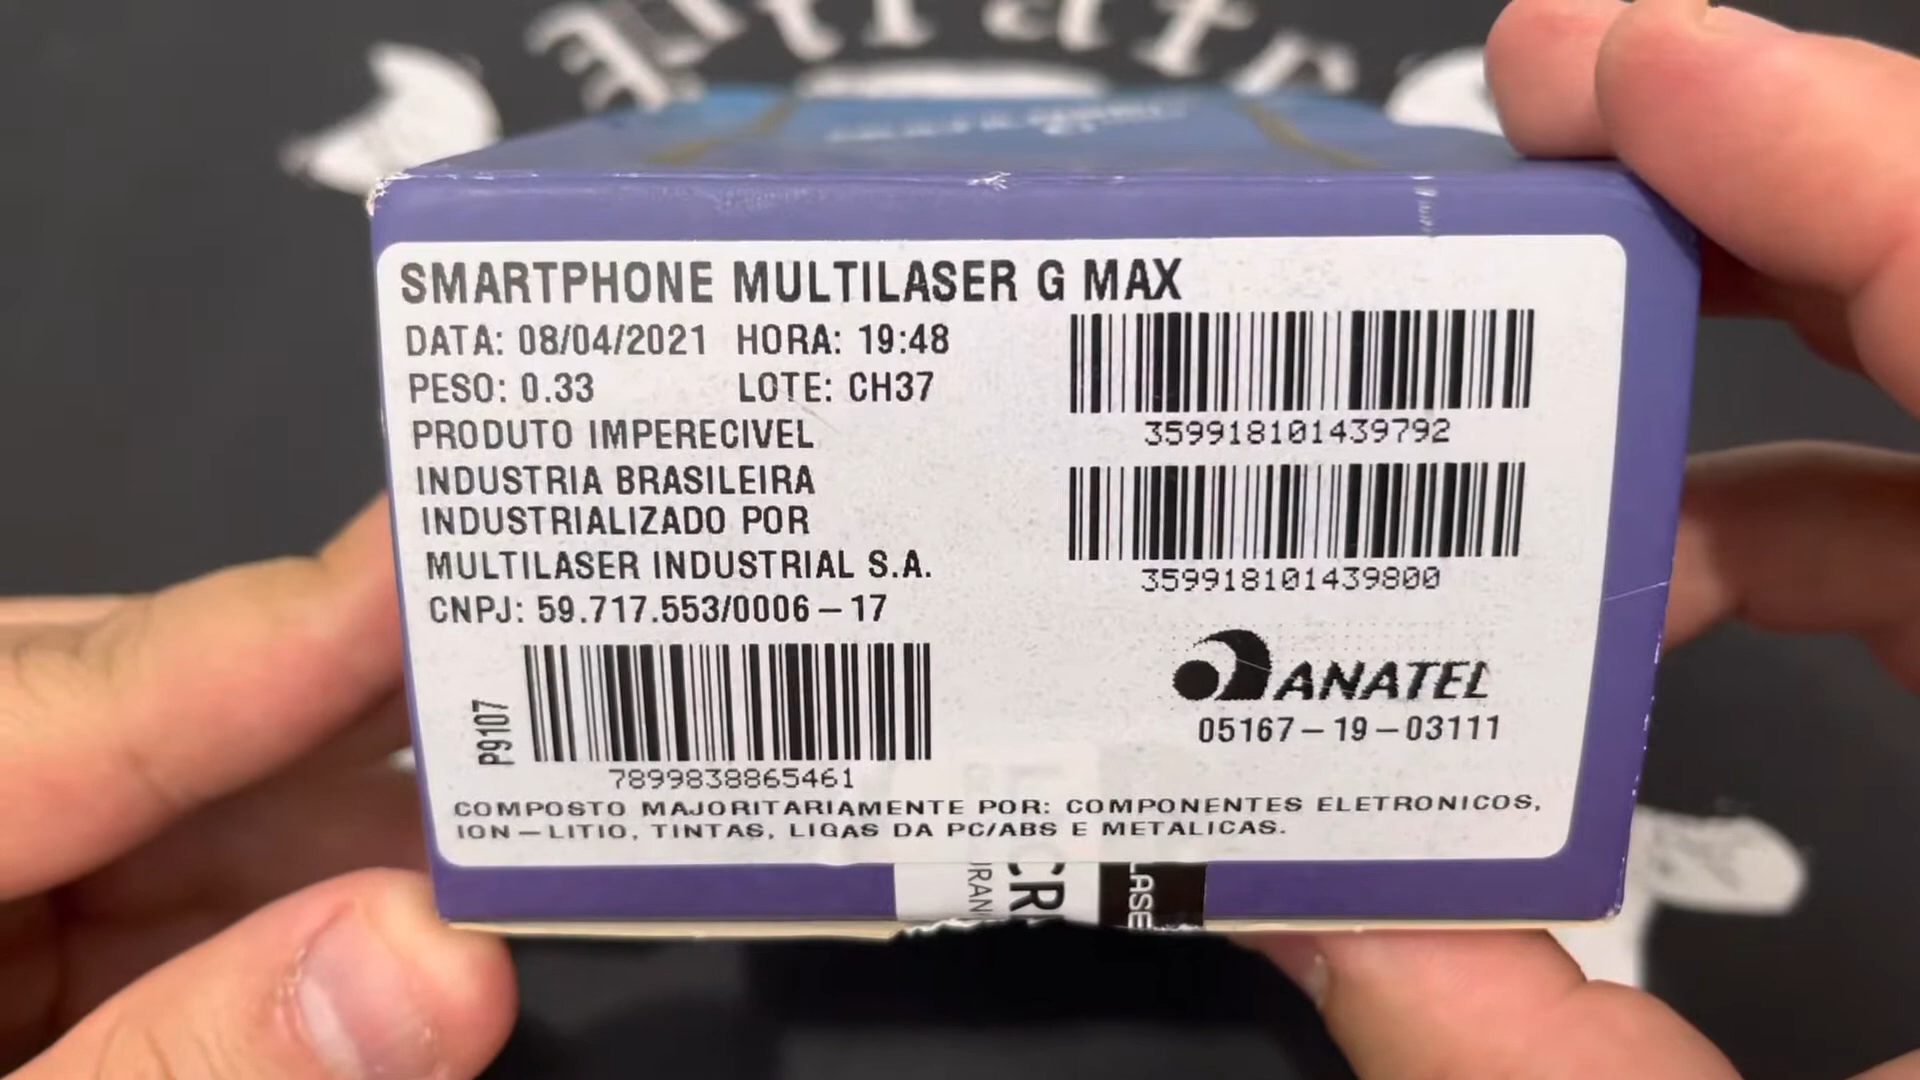 SMARTPHONE MULTILASER G MAX
DATA: 08/04/2021 HORA: 19:48
PESO: 0.33 LOTE: CH37
PRODUTO IMPERECIVEL
INDUSTRIA BRASILEIRA
INDUSTRIALIZADO POR
MULTILASER INDUSTRIAL S.A.
CNPJ: 59.717.553/0006-17
359918101439792
359918101439800
ANATEL
05167-19-03111
P9107
7899838865461
COMPOSTO MAJORITARIAMENTE POR: COMPONENTES ELETRONICOS,
ION-LITIO, TINTAS, LIGAS DA PC/ABS E METALICAS.